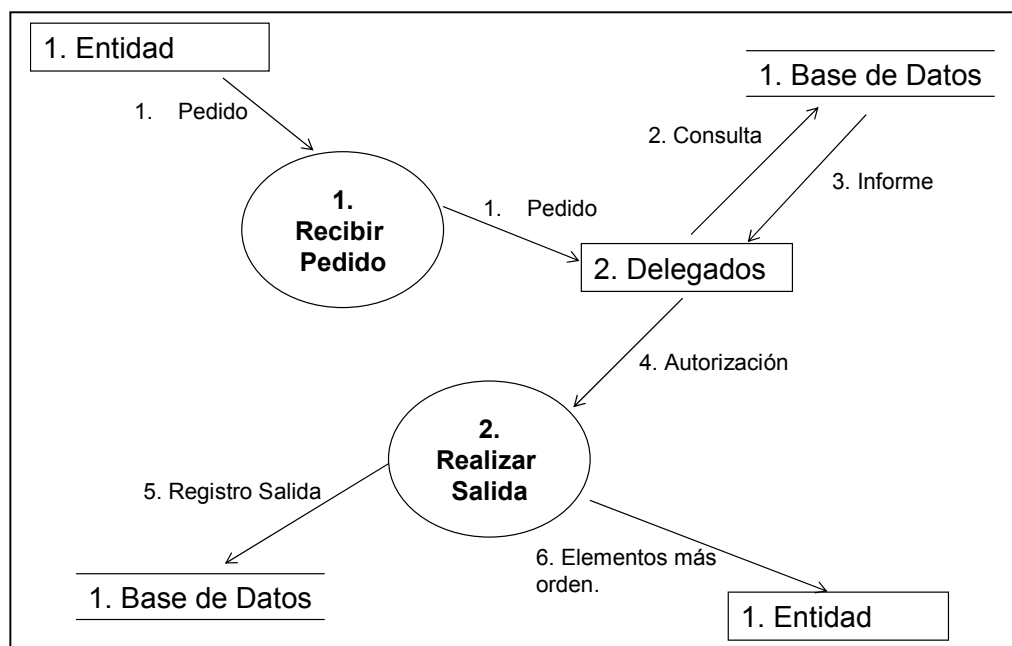 1. Entidad
1. Base de Datos
1. Pedido
2. Consulta
3. Informe
1.
Recibir
Pedido
1. Pedido
2. Delegados
4. Autorización
2.
Realizar
Salida
5. Registro Salida
6. Elementos más
orden.
1. Base de Datos
1. Entidad